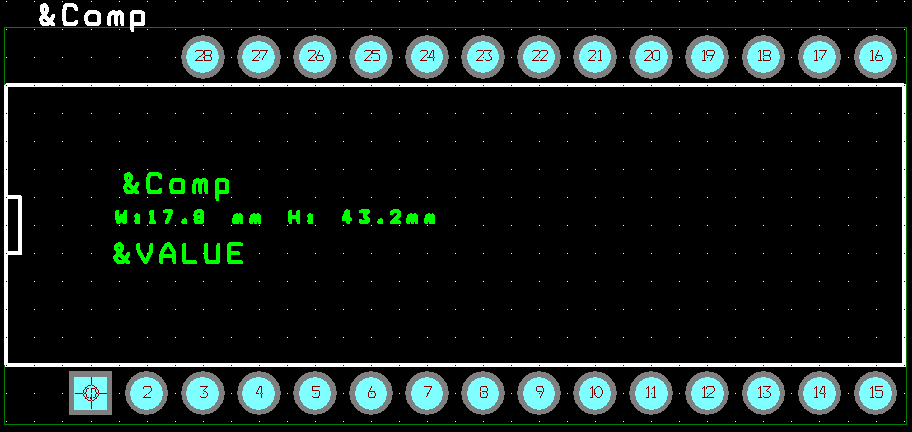 &Comp
28 27 26 25 24 23 22 21 20 19 18 17 16
&Comp
W:17.8 mm H: 43.2mm
&VALUE
2 3 4 5 6 7 8 9 10 11 12 13 14 15